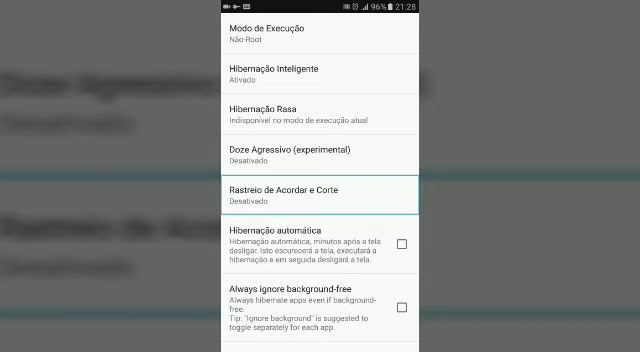 96% 21:28
Modo de Execução
Não-Root
Hibernação Inteligente
Ativado
Hibernação Rasa
Indisponível no modo de execução atual
Doze Agressivo (experimental)
Desativado
Rastreio de Acordar e Corte
Desativado
Hibernação automática
Hibernação automática, minutos após a tela
desligar. Isto escurecerá a tela, executará a
hibernação e em seguida desligará a tela.
Always ignore background-free
Always hibernate apps even if background-
free.
Tip: "Ignore background" is suggested to
toggle separately for each app.